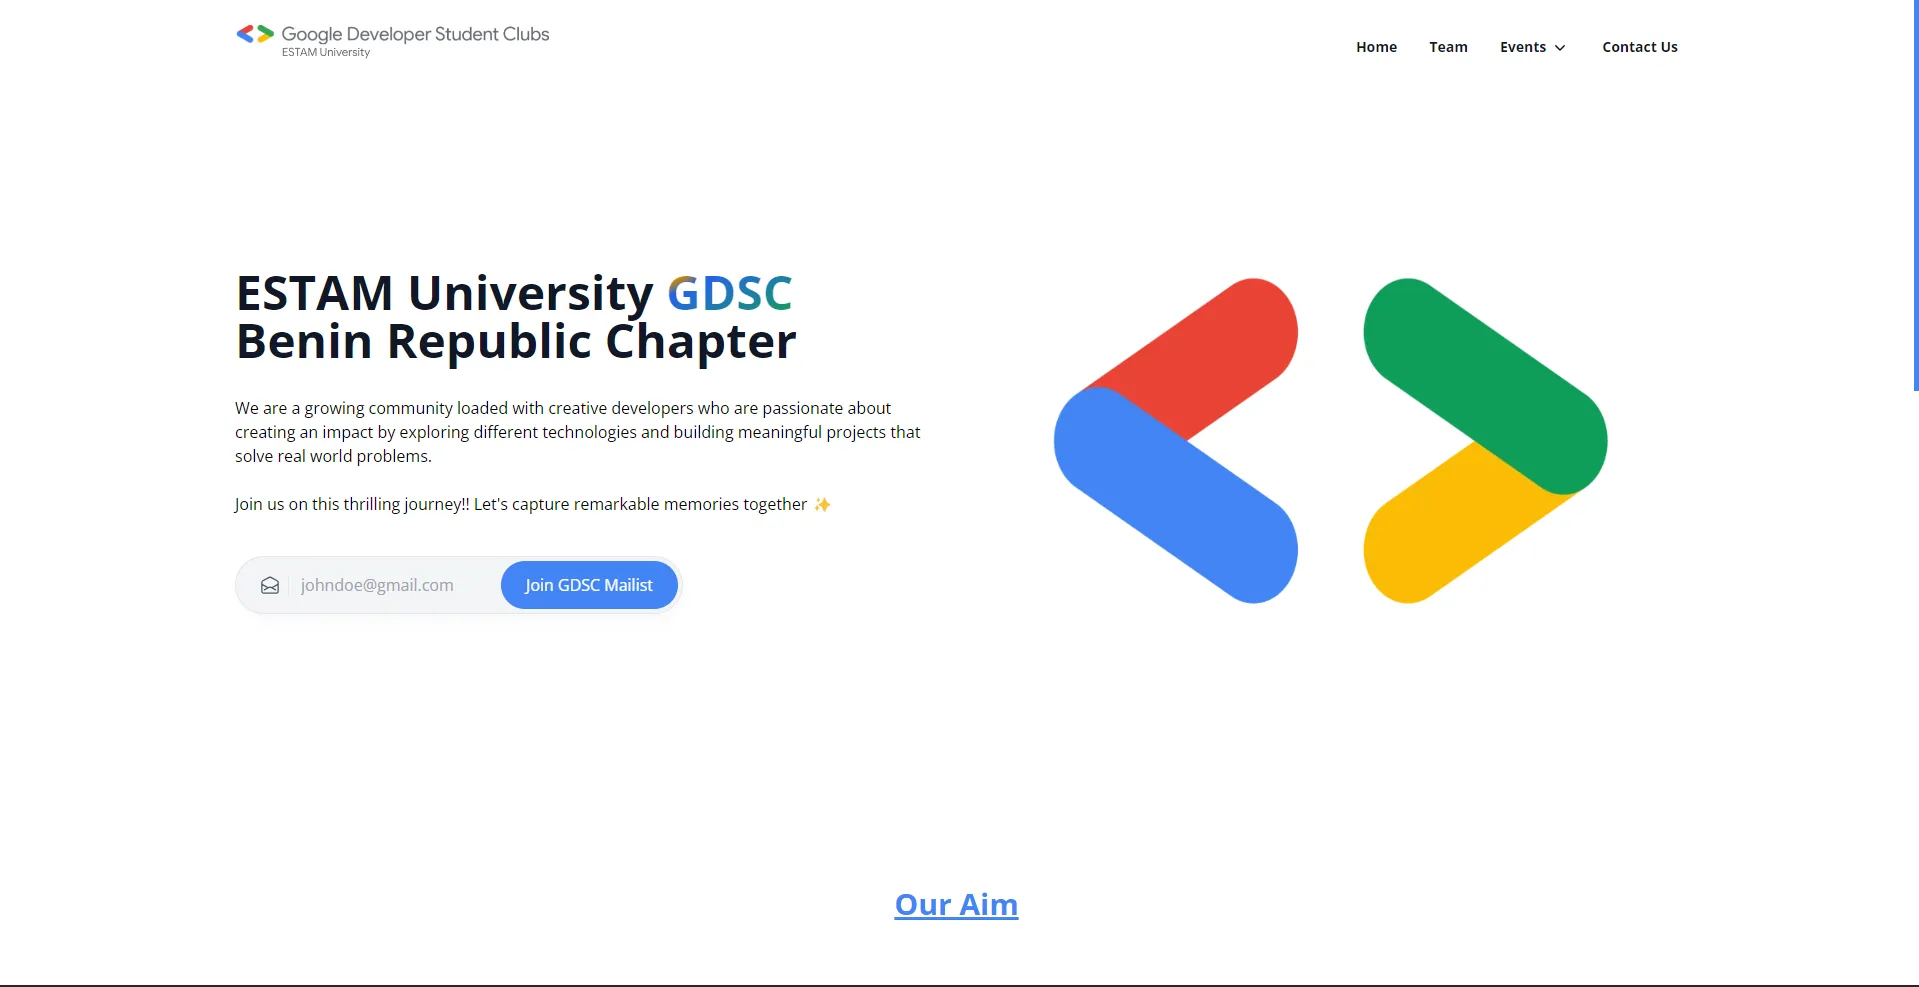 Google Developer Student Clubs
ESTAM University
Home
Team
Events
Contact Us
ESTAM University GDSC
Benin Republic Chapter
We are a growing community loaded with creative developers who are passionate about
creating an impact by exploring different technologies and building meaningful projects that
solve real world problems.
Join us on this thrilling journey!! Let's capture remarkable memories together ✨
johndoe@gmail.com
Join GDSC Mailist
Our Aim